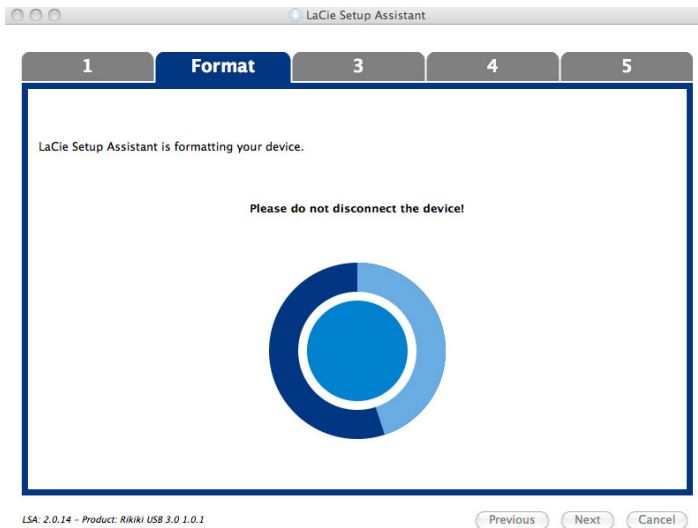 LaCie Setup Assistant
1 Format 3 4 5
LaCie Setup Assistant is formatting your device.
Please do not disconnect the device!
LSA: 2.0.14 – Product: Rikiki USB 3.0 1.0.1
Previous Next Cancel